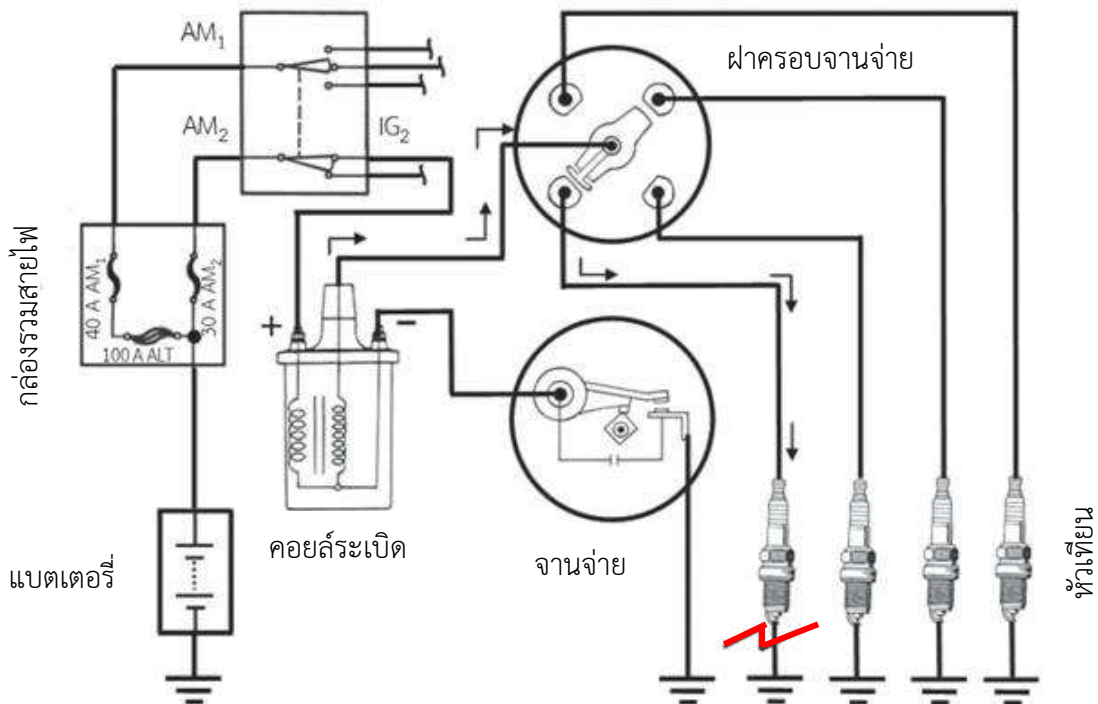 AM₁
ฝาครอบจานจ่าย
AM₂
IG₂
กล่องรวมสายไฟ
40 A AM₁
30 A AM₂
100 A ALT
+
-
คอยล์ระเบิด
จานจ่าย
แบตเตอรี่
หัวเทียน